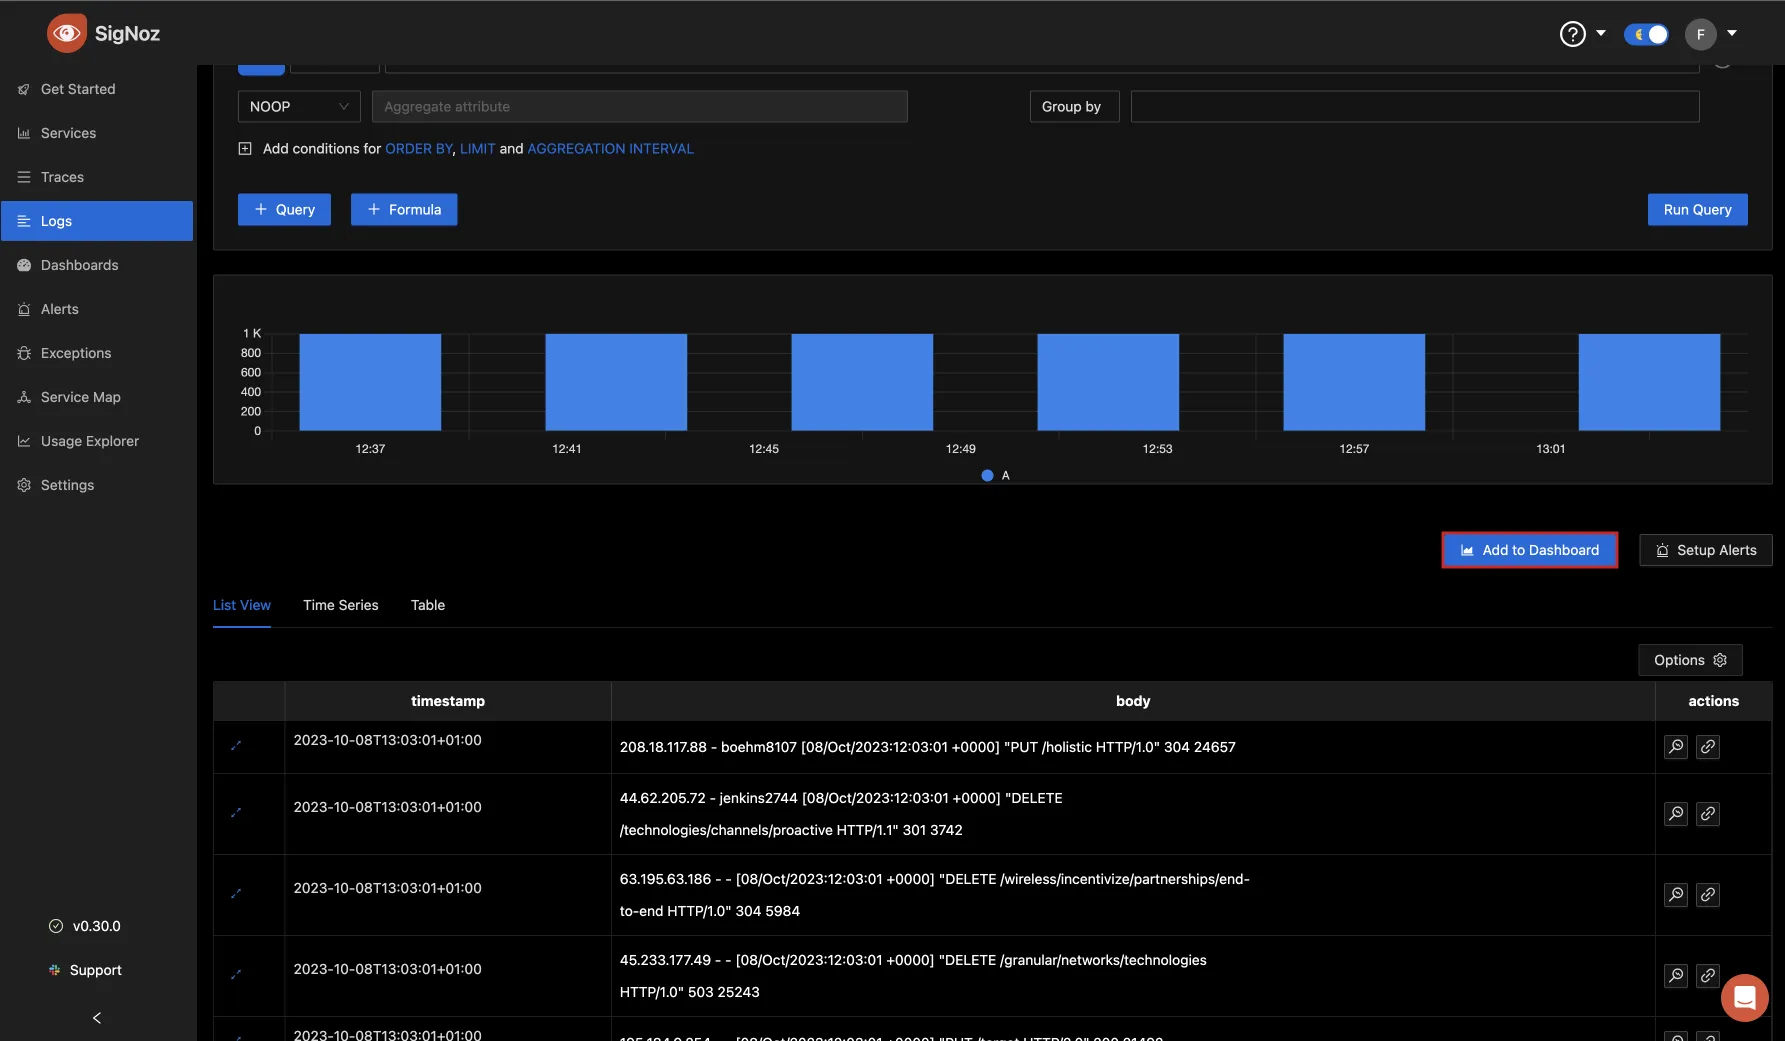 SigNoz
F
Get Started
Services
Traces
Logs
Dashboards
Alerts
Exceptions
Service Map
Usage Explorer
Settings
v0.30.0
Support
NOOP
Aggregate attribute
Group by
Add conditions for ORDER BY, LIMIT and AGGREGATION INTERVAL
+ Query
+ Formula
Run Query
1 K
800
600
400
200
0
12:37 12:41 12:45 12:49 12:53 12:57 13:01
A
Add to Dashboard
Setup Alerts
List View Time Series Table
Options
timestamp body actions
2023-10-08T13:03:01+01:00
208.18.117.88 - boehm8107 [08/Oct/2023:12:03:01 +0000] "PUT /holistic HTTP/1.0" 304 24657
2023-10-08T13:03:01+01:00
44.62.205.72 - jenkins2744 [08/Oct/2023:12:03:01 +0000] "DELETE
/technologies/channels/proactive HTTP/1.1" 301 3742
2023-10-08T13:03:01+01:00
63.195.63.186 - - [08/Oct/2023:12:03:01 +0000] "DELETE /wireless/incentivize/partnerships/end-
to-end HTTP/1.0" 304 5984
2023-10-08T13:03:01+01:00
45.233.177.49 - - [08/Oct/2023:12:03:01 +0000] "DELETE /granular/networks/technologies
HTTP/1.0" 503 25243
2023-10-08T13:03:01+01:00